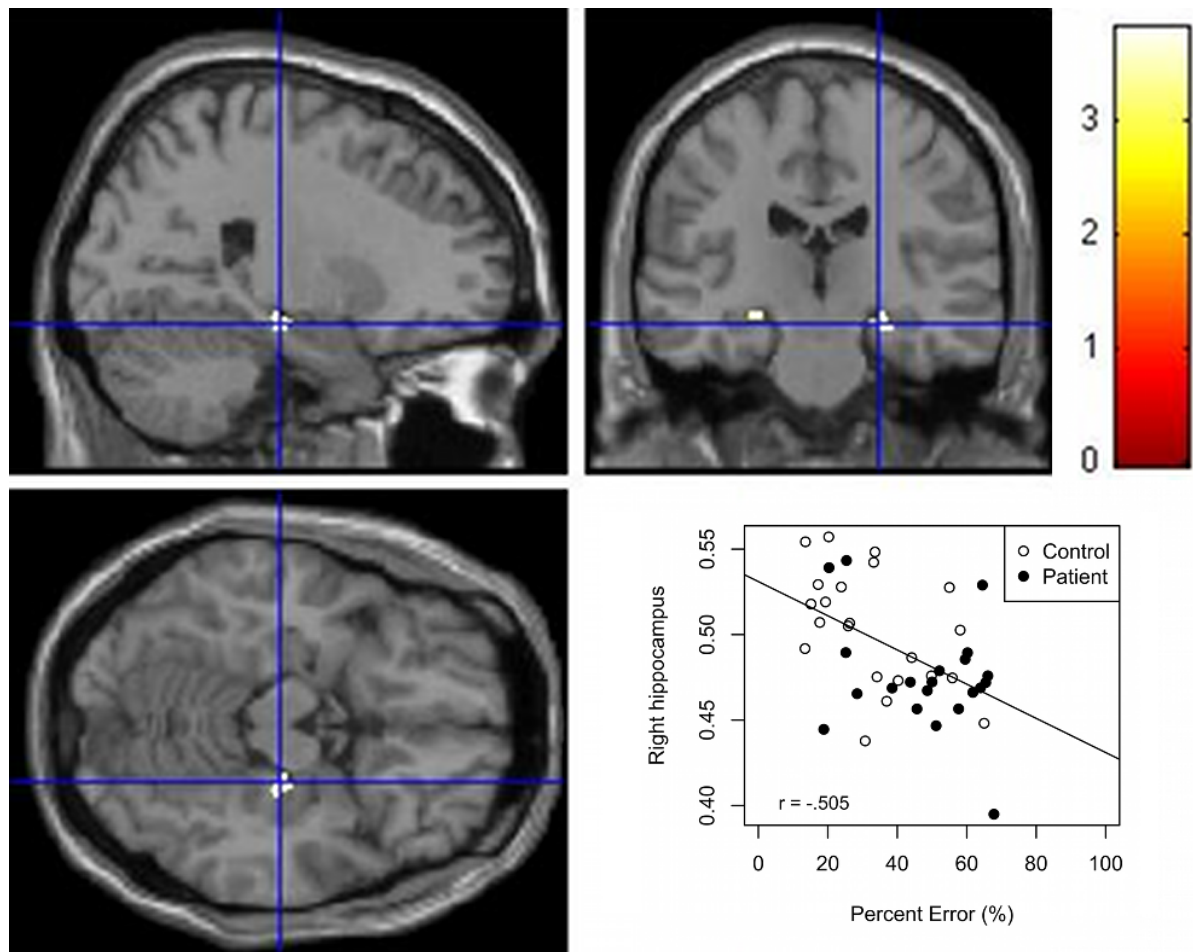 3
2
1
0
Control
Patient
0.55
0.50
0.45
0.40
Right hippocampus
r = -.505
0 20 40 60 80 100
Percent Error (%)